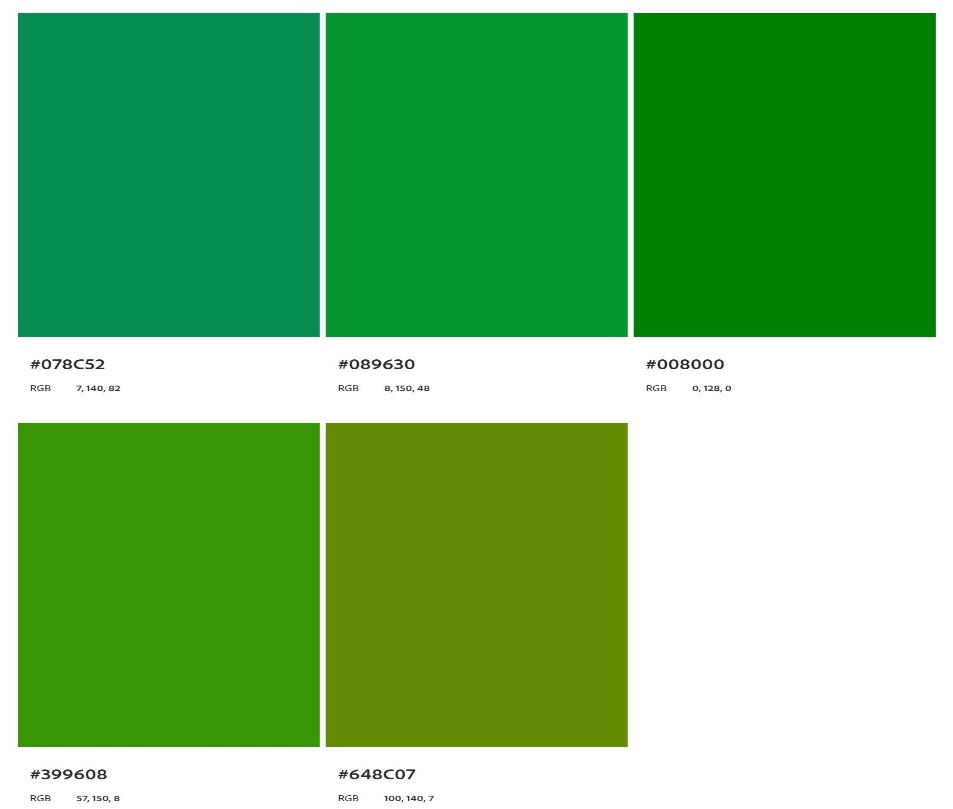 #078C52
RGB 7, 140, 82
#089630
RGB 8, 150, 48
#008000
RGB 0, 128, 0
#399608
RGB 57, 150, 8
#648C07
RGB 100, 140, 7